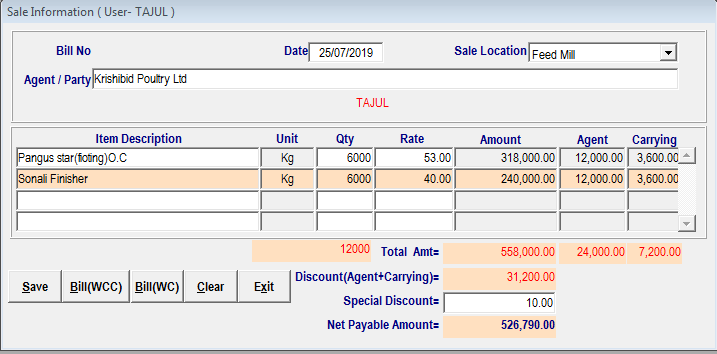 Sale Information ( User- TAJUL )
Bill No Date 25/07/2019 Sale Location Feed Mill
Agent / Party Krishibid Poultry Ltd
TAJUL
Item Description Unit Qty Rate Amount Agent Carrying
Pangus star(floting)O.C Kg 6000 53.00 318,000.00 12,000.00 3,600.00
Sonali Finisher Kg 6000 40.00 240,000.00 12,000.00 3,600.00
12000 Total Amt= 558,000.00 24,000.00 7,200.00
Save Bill(WCC) Bill(WC) Clear Exit Discount(Agent+Carrying)= 31,200.00
Special Discount= 10.00
Net Payable Amount= 526,790.00